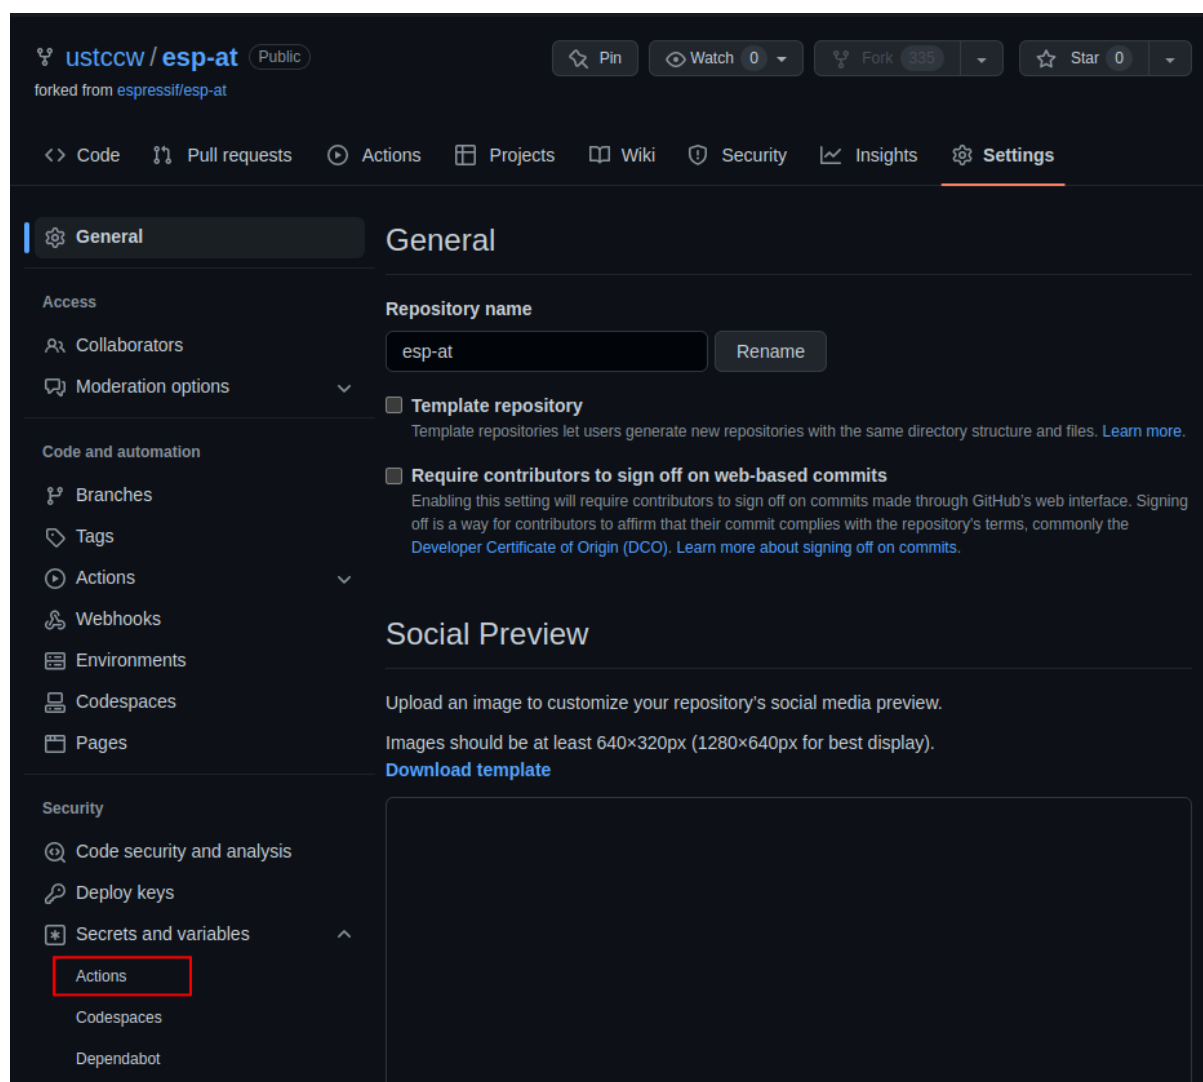 ustccw / esp-at Public
Pin Watch 0 Fork 335 Star 0
forked from espressif/esp-at
Code Pull requests Actions Projects Wiki Security Insights Settings
General
Access
Collaborators
Moderation options
Code and automation
Branches
Tags
Actions
Webhooks
Environments
Codespaces
Pages
Security
Code security and analysis
Deploy keys
Secrets and variables
Actions
Codespaces
Dependabot
General
Repository name
esp-at Rename
Template repository
Template repositories let users generate new repositories with the same directory structure and files. Learn more.
Require contributors to sign off on web-based commits
Enabling this setting will require contributors to sign off on commits made through GitHub's web interface. Signing
off is a way for contributors to affirm that their commit complies with the repository's terms, commonly the
Developer Certificate of Origin (DCO). Learn more about signing off on commits.
Social Preview
Upload an image to customize your repository's social media preview.
Images should be at least 640×320px (1280×640px for best display).
Download template